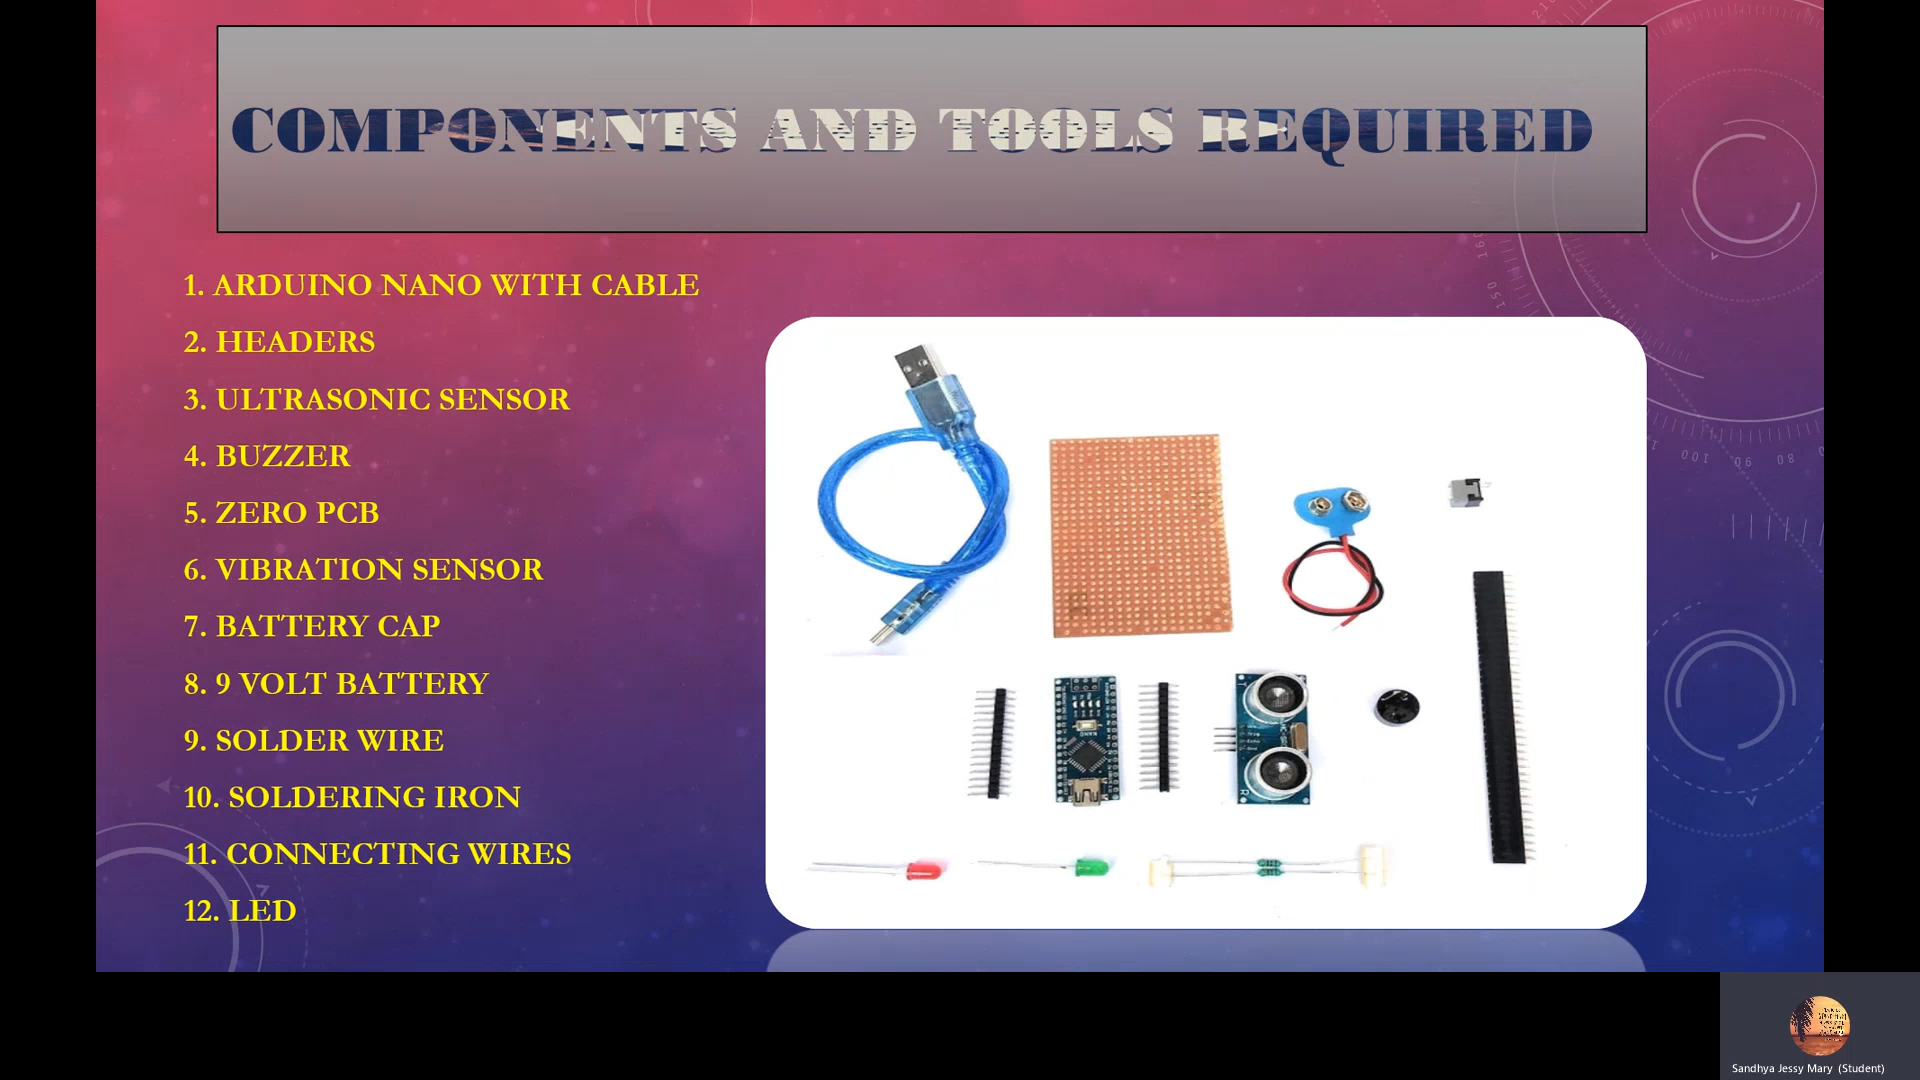 COMPONENTS AND TOOLS REQUIRED
1. ARDUINO NANO WITH CABLE
2. HEADERS
3. ULTRASONIC SENSOR
4. BUZZER
5. ZERO PCB
6. VIBRATION SENSOR
7. BATTERY CAP
8. 9 VOLT BATTERY
9. SOLDER WIRE
10. SOLDERING IRON
11. CONNECTING WIRES
12. LED
Sandhya Jessy Mary (Student)